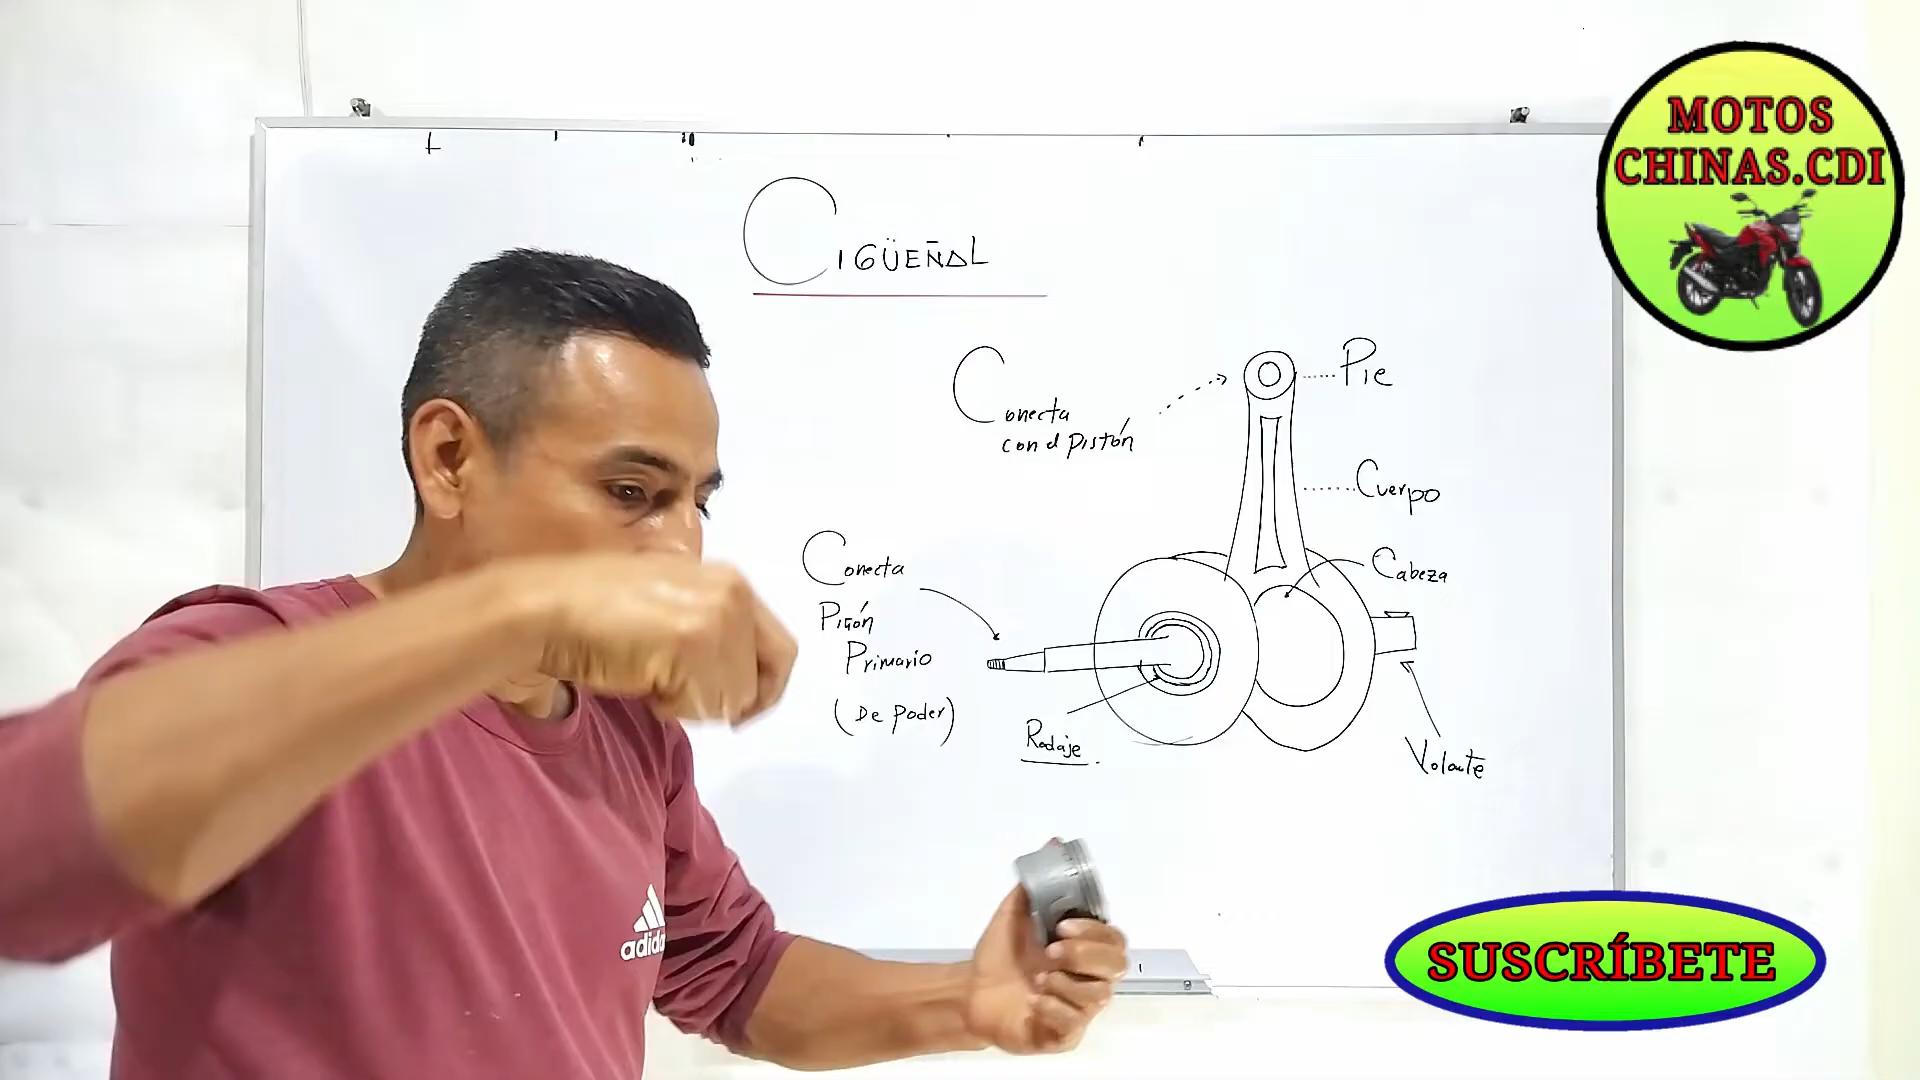 MOTOS
CHINAS.CDI
CIGÜEÑAL
Conecta
con el Pistón
Pie
Cuerpo
Cabeza
Conecta
Piñón
Primario
(De Poder)
Rodaje
Volante
adidas
SUSCRÍBETE